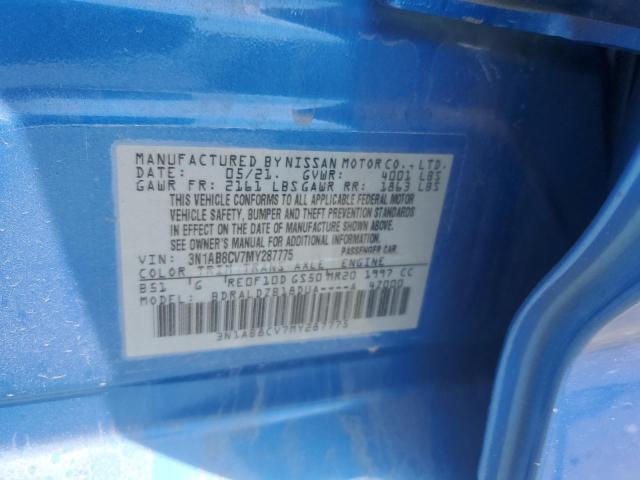 MANUFACTURED BY NISSAN MOTOR CO., LTD.
DATE: 05/21. GVWR: 4001 LBS
GAWR FR: 2161 LBS GAWR RR: 1863 LBS
THIS VEHICLE CONFORMS TO ALL APPLICABLE FEDERAL MOTOR
VEHICLE SAFETY, BUMPER AND THEFT PREVENTION STANDARDS
IN EFFECT ON THE DATE OF MANUFACTURE SHOWN ABOVE.
SEE OWNER'S MANUAL FOR ADDITIONAL INFORMATION.
VIN: 3N1AB8CV7MY287775 PASSENGER CAR
COLOR TRIM TRANS AXLE ENGINE
B51 G RE0F10D GS50 MR20 1997 CC
BDRALDZB18DUA----A 47000
3N1AB8CV7MY287775